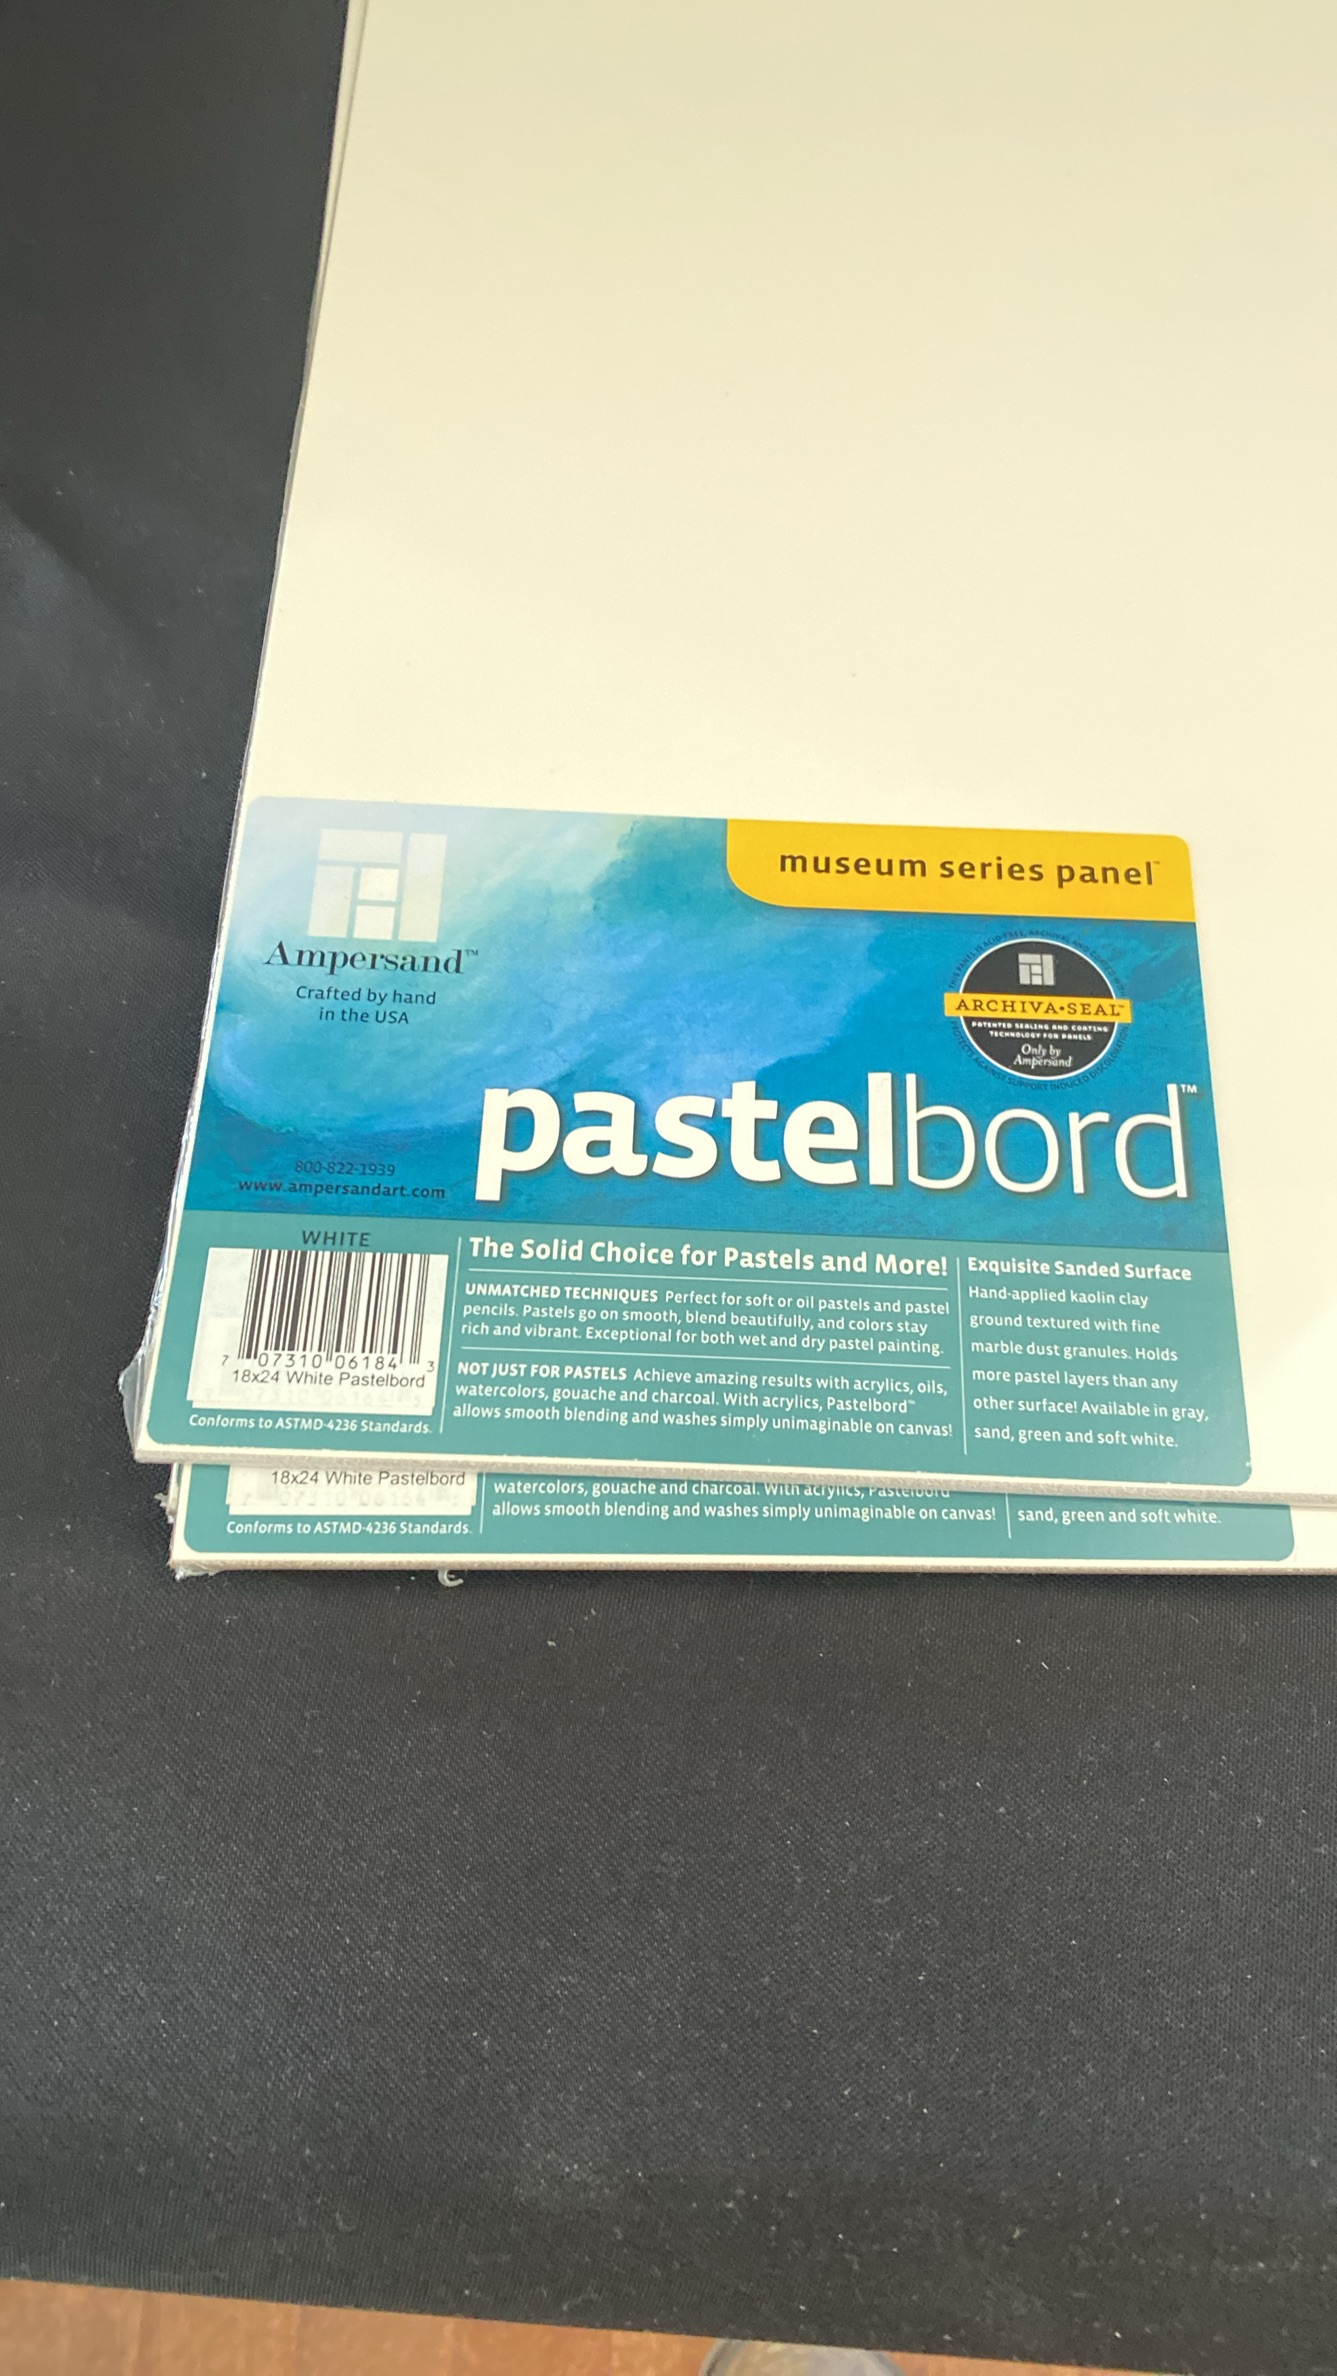 museum series panel™
Ampersand™
Crafted by hand
in the USA
ARCHIVA•SEAL™
PATENTED SEALING AND COATING
TECHNOLOGY FOR PANELS
Only by
Ampersand
pastelbord™
800-822-1939
www.ampersandart.com
WHITE
7 07310 06184 3
18x24 White Pastelbord
Conforms to ASTMD-4236 Standards.
The Solid Choice for Pastels and More!
UNMATCHED TECHNIQUES Perfect for soft or oil pastels and pastel
pencils. Pastels go on smooth, blend beautifully, and colors stay
rich and vibrant. Exceptional for both wet and dry pastel painting.
NOT JUST FOR PASTELS Achieve amazing results with acrylics, oils,
watercolors, gouache and charcoal. With acrylics, Pastelbord™
allows smooth blending and washes simply unimaginable on canvas!
Exquisite Sanded Surface
Hand-applied kaolin clay
ground textured with fine
marble dust granules. Holds
more pastel layers than any
other surface! Available in gray,
sand, green and soft white.
18x24 White Pastelbord
Conforms to ASTMD-4236 Standards.
watercolors, gouache and charcoal. With acrylics, Pastelbord
allows smooth blending and washes simply unimaginable on canvas!
sand, green and soft white.